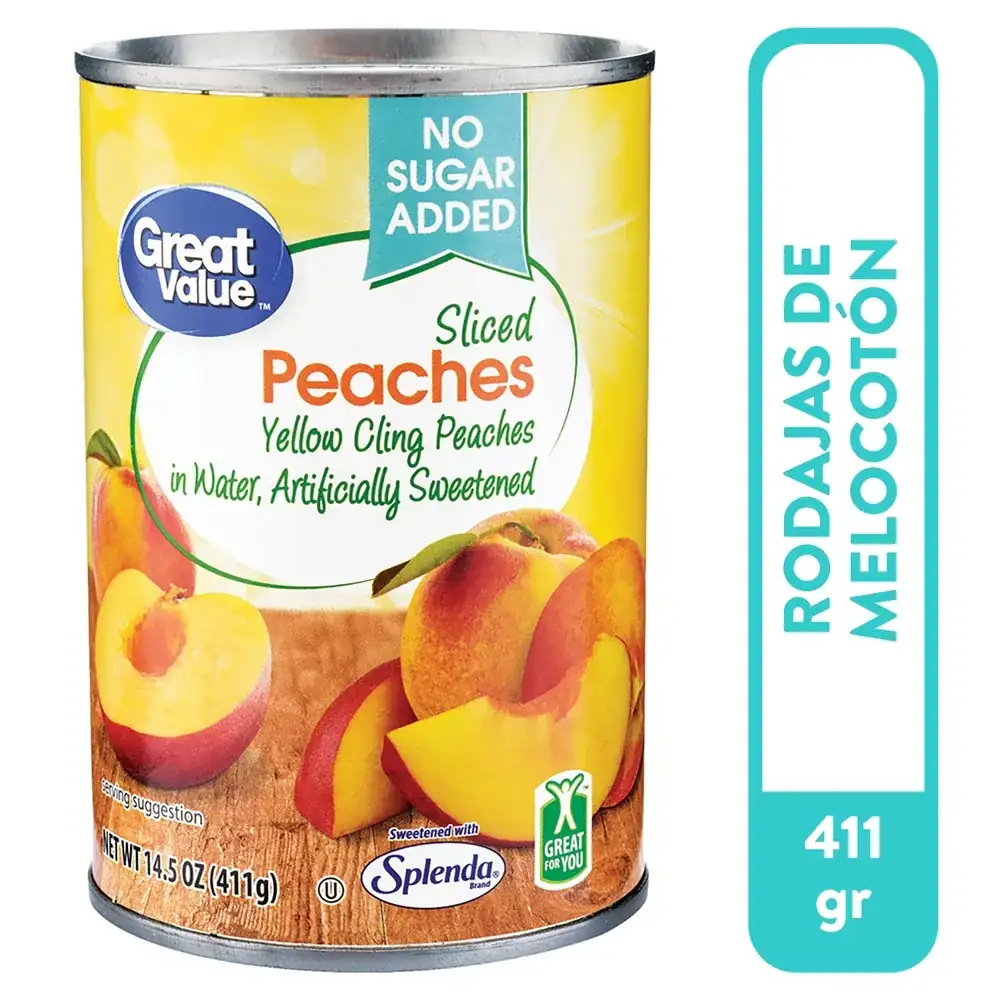 NO
SUGAR
ADDED
Great
Value™
Sliced
Peaches
Yellow Cling Peaches
in Water, Artificially Sweetened
serving suggestion
NET WT 14.5 OZ (411g)
U
Sweetened with
Splenda®
Brand
GREAT
FOR YOU
RODAJAS DE
MELOCOTÓN
411
gr